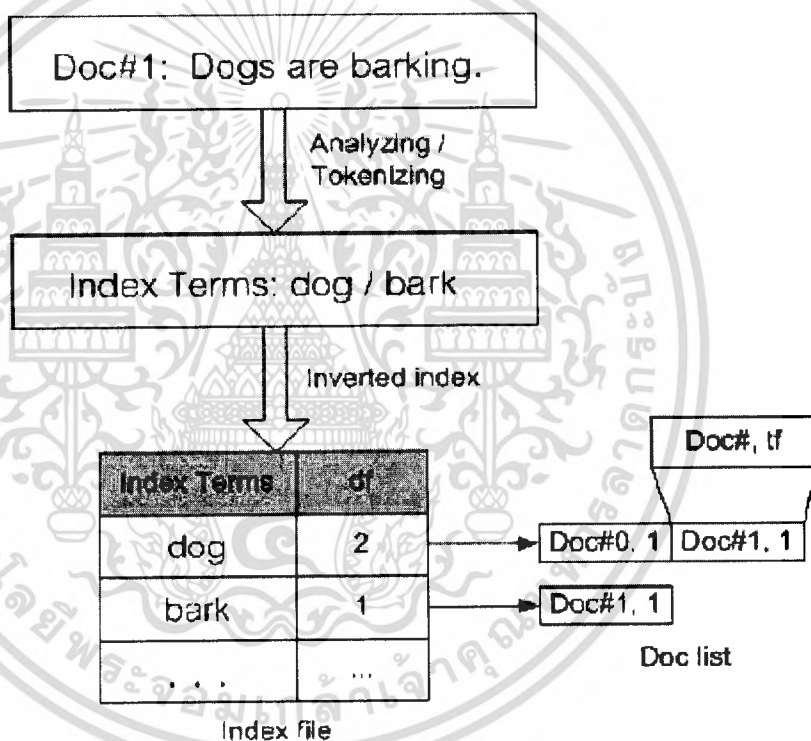 Doc#1: Dogs are barking.
Analyzing /
Tokenizing
Index Terms: dog / bark
Inverted index
Doc#, tf
Index Terms df
dog 2 Doc#0, 1 Doc#1, 1
bark 1 Doc#1, 1
. . . ...
Doc list
Index file